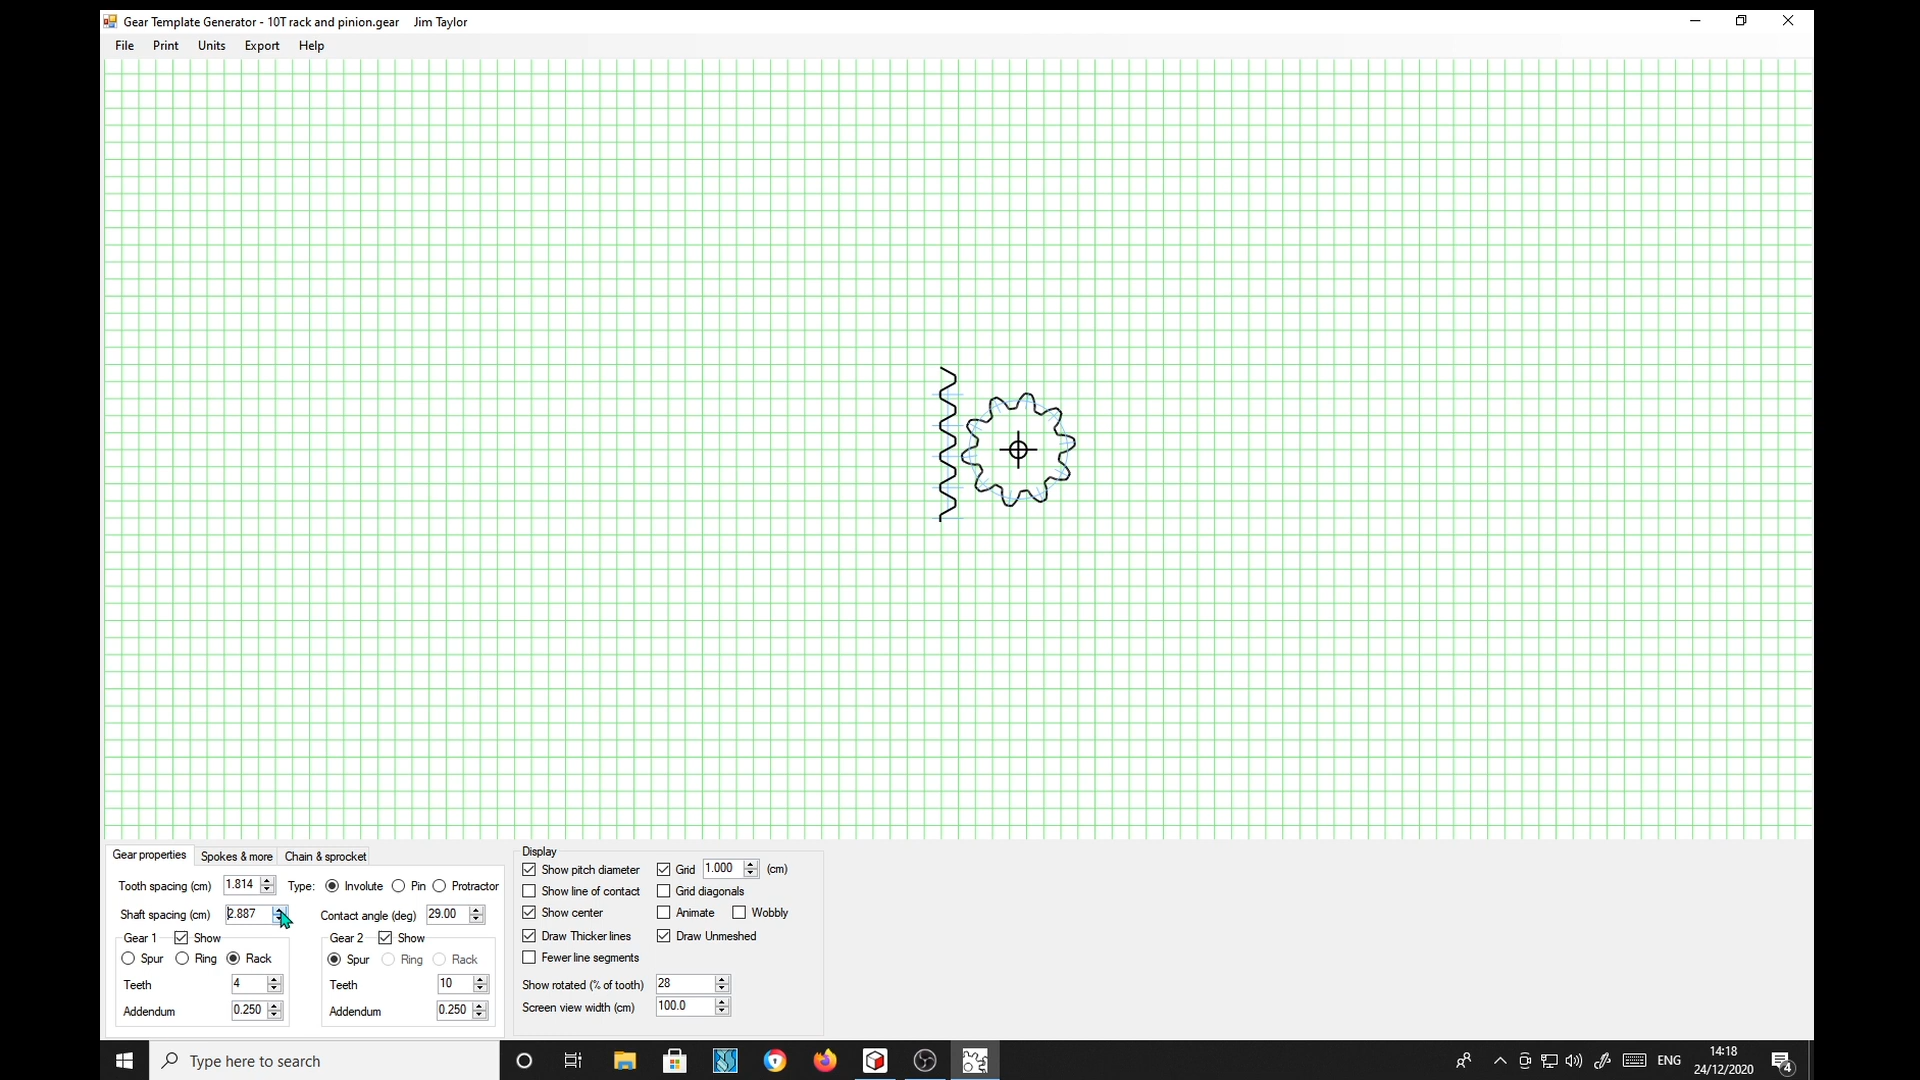 Gear Template Generator - 10T rack and pinion.gear Jim Taylor
File Print Units Export Help
Gear properties Spokes & more Chain & sprocket
Tooth spacing (cm) 1.814 Type: Involute Pin Protractor
Shaft spacing (cm) 2.887 Contact angle (deg) 29.00
Gear 1 Show Gear 2 Show
Spur Ring Rack Spur Ring Rack
Teeth 4 Teeth 10
Addendum 0.250 Addendum 0.250
Display
Show pitch diameter Grid 1.000 (cm)
Show line of contact Grid diagonals
Show center Animate Wobbly
Draw Thicker lines Draw Unmeshed
Fewer line segments
Show rotated (% of tooth) 28
Screen view width (cm) 100.0
Type here to search
ENG
14:18
24/12/2020
4